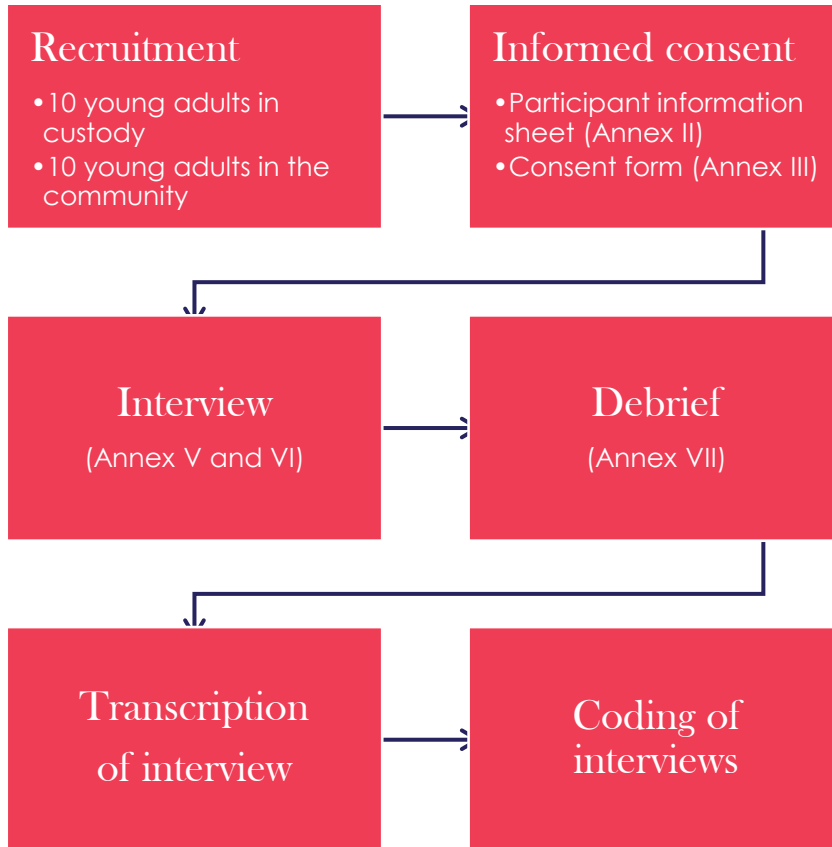 Recruitment
•10 young adults in
custody
•10 young adults in the
community
Informed consent
•Participant information
sheet (Annex II)
•Consent form (Annex III)
Interview
(Annex V and VI)
Debrief
(Annex VII)
Transcription
of interview
Coding of
interviews